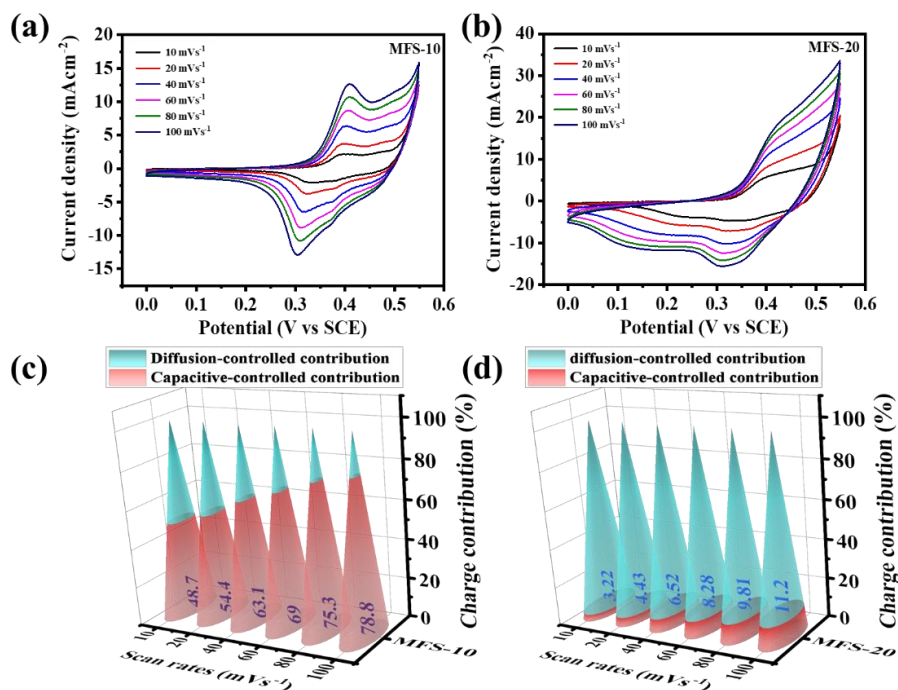 (a)
MFS-10
10 mVs⁻¹
20 mVs⁻¹
40 mVs⁻¹
60 mVs⁻¹
80 mVs⁻¹
100 mVs⁻¹
Current density (mAcm⁻²)
20
15
10
5
0
-5
-10
-15
0.0 0.1 0.2 0.3 0.4 0.5 0.6
Potential (V vs SCE)
(b)
MFS-20
10 mVs⁻¹
20 mVs⁻¹
40 mVs⁻¹
60 mVs⁻¹
80 mVs⁻¹
100 mVs⁻¹
Current density (mAcm⁻²)
40
30
20
10
0
-10
-20
0.0 0.1 0.2 0.3 0.4 0.5 0.6
Potential (V vs SCE)
(c)
Diffusion-controlled contribution
Capacitive-controlled contribution
100
80
60
40
20
0
Charge contribution (%)
48.7 54.4 63.1 69 75.3 78.8
10 20 40 60 80 100
Scan rates (mVs⁻¹)
MFS-10
(d)
diffusion-controlled contribution
Capacitive-controlled contribution
100
80
60
40
20
0
Charge contribution (%)
3.22 4.43 6.52 8.28 9.81 11.2
10 20 40 60 80 100
Scan rates (mVs⁻¹)
MFS-20